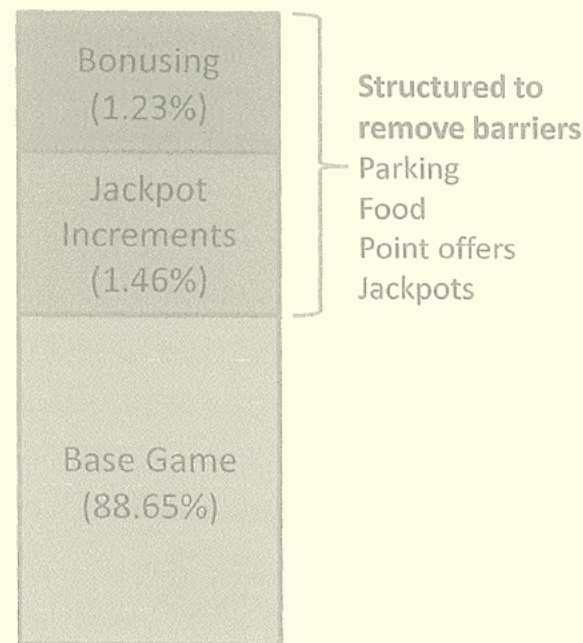 Bonusing
(1.23%)
Jackpot
Increments
(1.46%)
Base Game
(88.65%)
Structured to
remove barriers
Parking
Food
Point offers
Jackpots